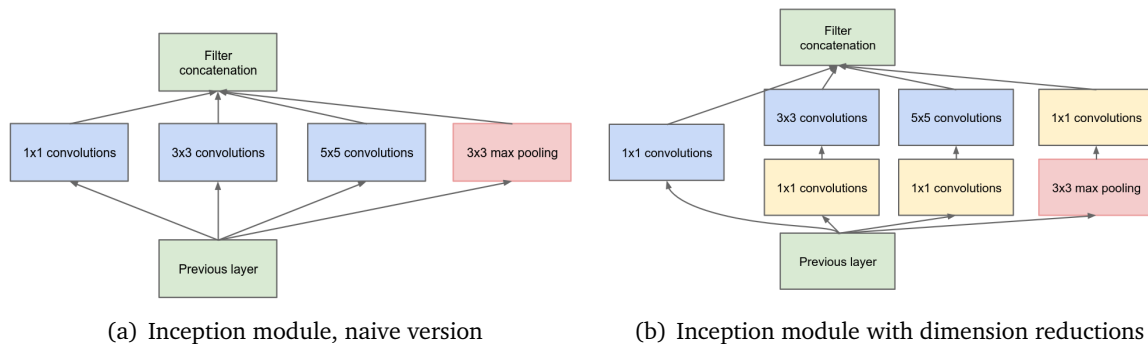 Filter
concatenation
1x1 convolutions
3x3 convolutions
5x5 convolutions
3x3 max pooling
Previous layer
(a) Inception module, naive version
Filter
concatenation
3x3 convolutions
5x5 convolutions
1x1 convolutions
1x1 convolutions
1x1 convolutions
1x1 convolutions
3x3 max pooling
Previous layer
(b) Inception module with dimension reductions